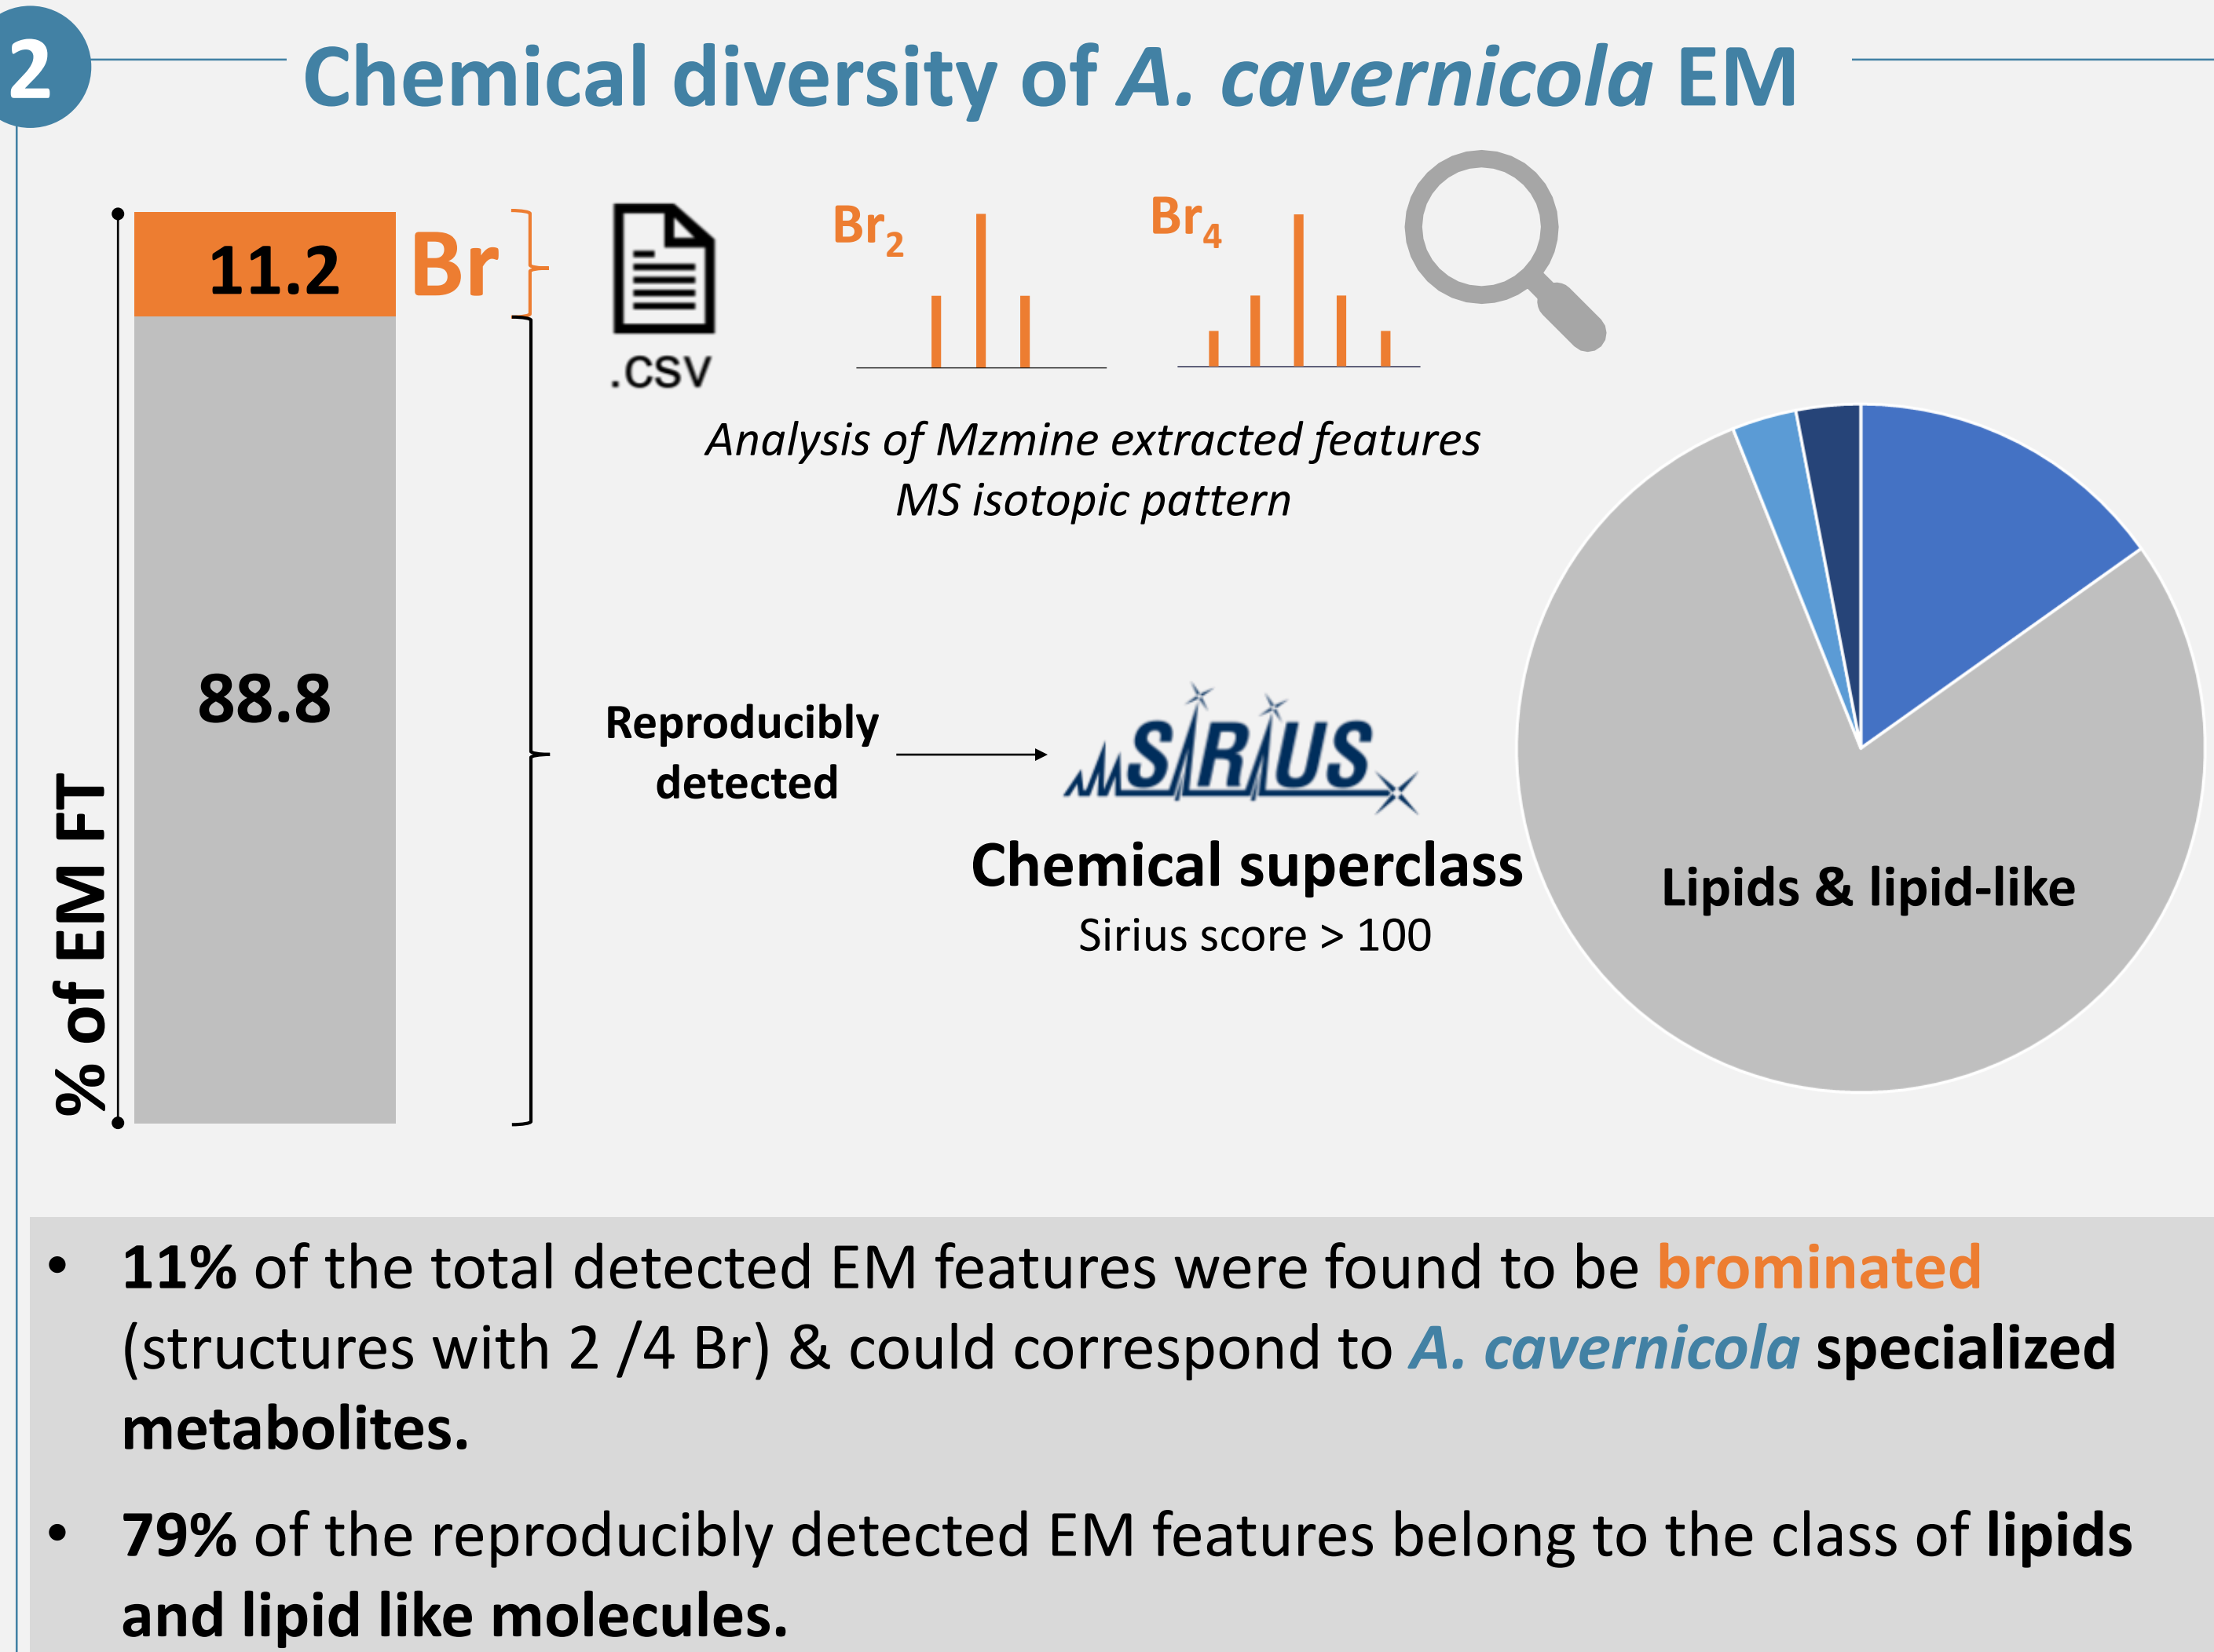 2
Chemical diversity of A. cavernicola EM
11.2
Br
.CSV
Br2
Br4
Analysis of Mzmine extracted features
MS isotopic pattern
88.8
% of EM FT
Reproducibly
detected
SIRIUS
Chemical superclass
Sirius score > 100
Lipids & lipid-like
• 11% of the total detected EM features were found to be brominated
(structures with 2 /4 Br) & could correspond to A. cavernicola specialized
metabolites.
• 79% of the reproducibly detected EM features belong to the class of lipids
and lipid like molecules.